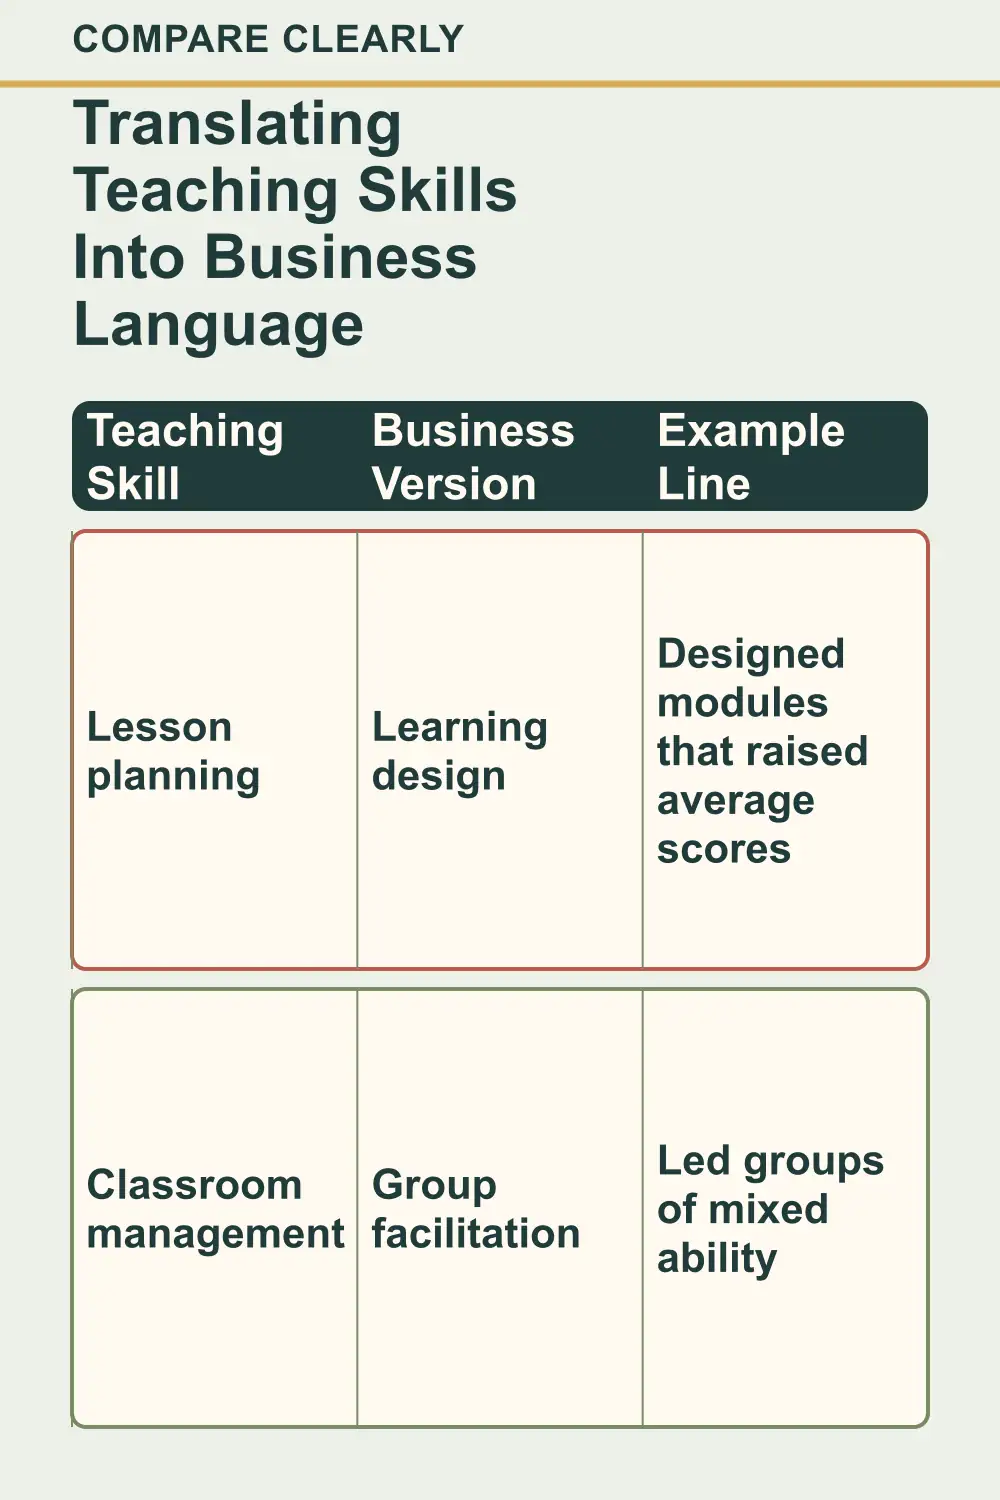 COMPARE CLEARLY
Translating
Teaching Skills
Into Business
Language
Teaching
Skill
Business
Version
Example
Line
Lesson
planning
Learning
design
Designed
modules
that raised
average
scores
Classroom
management
Group
facilitation
Led groups
of mixed
ability